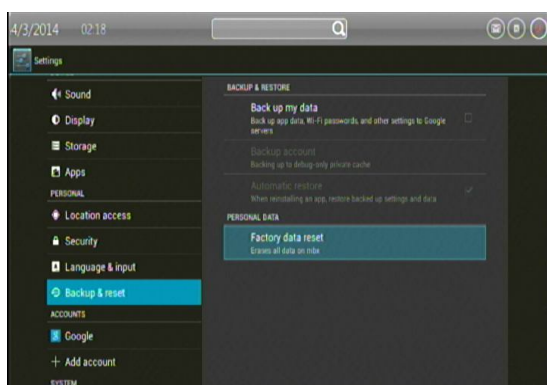 4/3/2014 02:18
Settings
Sound
Display
Storage
Apps
PERSONAL
Location access
Security
Language & input
Backup & reset
ACCOUNTS
Google
Add account
SYSTEM
BACKUP & RESTORE
Back up my data
Back up app data, Wi-Fi passwords, and other settings to Google
servers
Backup account
Backing up to debug-only private cache
Automatic restore
When reinstalling an app, restore backed up settings and data
PERSONAL DATA
Factory data reset
Erases all data on